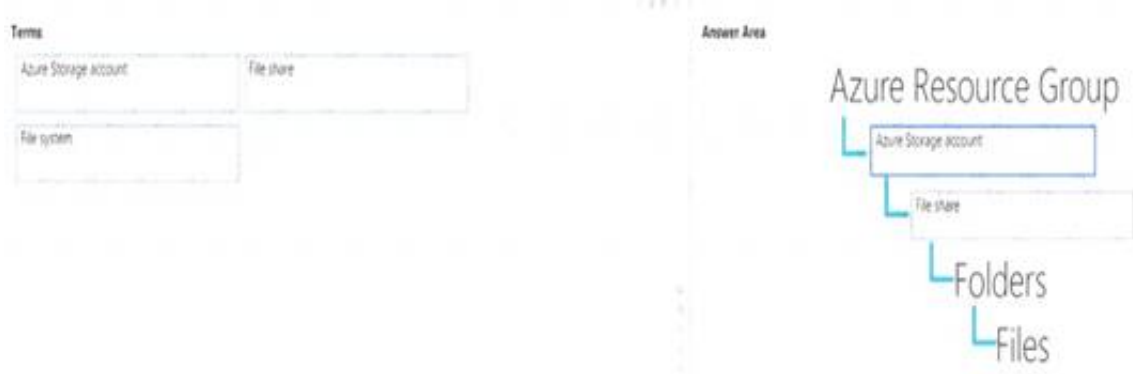 Terms
Azure Storage account
File share
File system
Answer Area
Azure Resource Group
Azure Storage account
File share
Folders
Files